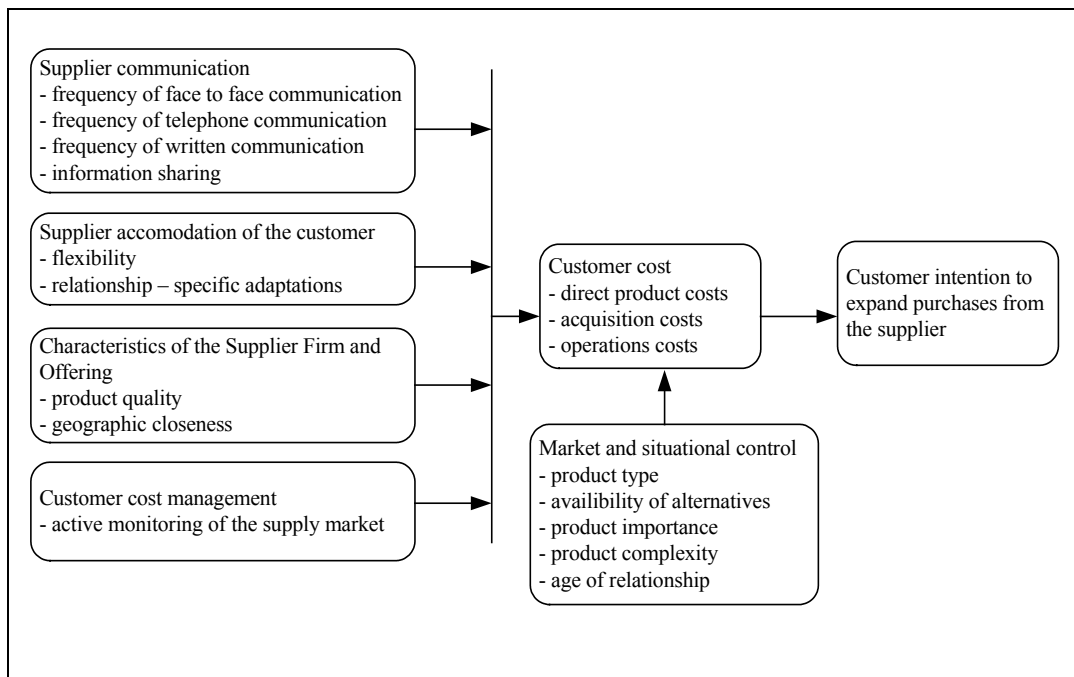 Supplier communication
- frequency of face to face communication
- frequency of telephone communication
- frequency of written communication
- information sharing
Supplier accomodation of the customer
- flexibility
- relationship – specific adaptations
Characteristics of the Supplier Firm and
Offering
- product quality
- geographic closeness
Customer cost management
- active monitoring of the supply market
Customer cost
- direct product costs
- acquisition costs
- operations costs
Market and situational control
- product type
- availibility of alternatives
- product importance
- product complexity
- age of relationship
Customer intention to
expand purchases from
the supplier